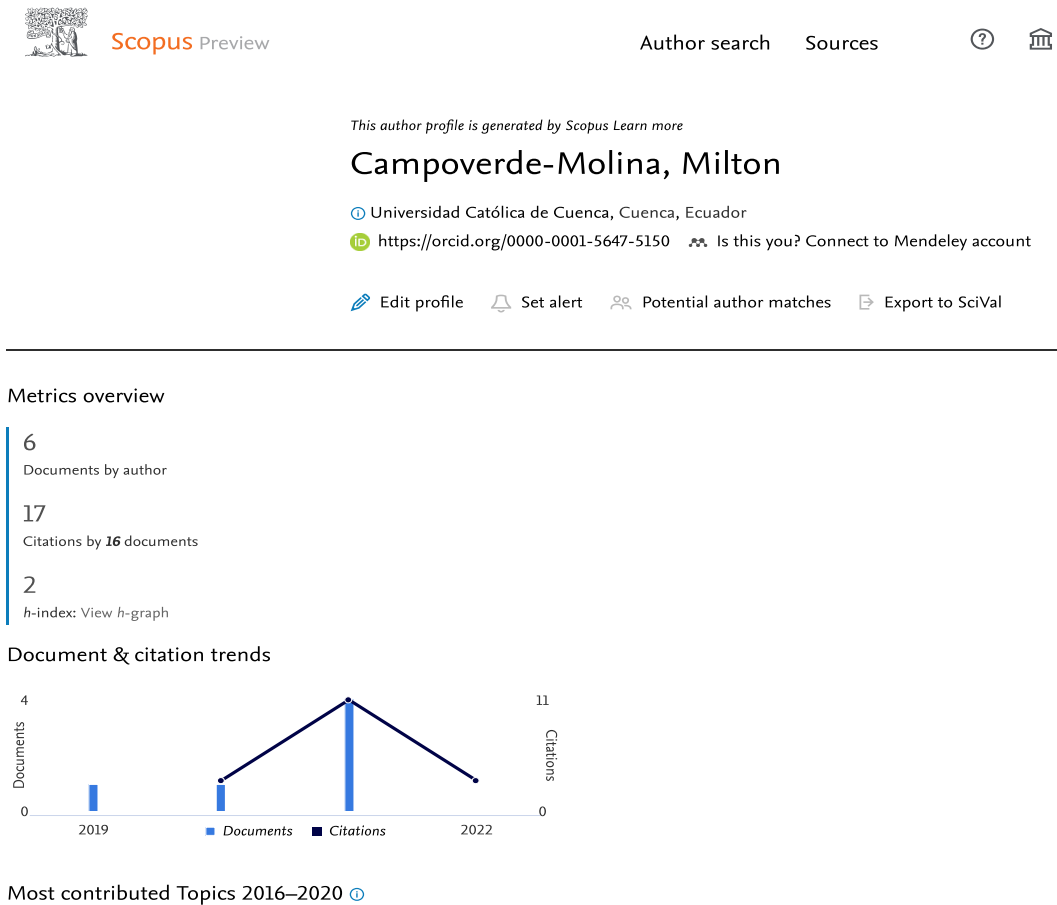 Scopus Preview
Author search Sources
This author profile is generated by Scopus Learn more
Campoverde-Molina, Milton
Universidad Católica de Cuenca, Cuenca, Ecuador
iD https://orcid.org/0000-0001-5647-5150 Is this you? Connect to Mendeley account
Edit profile Set alert Potential author matches Export to SciVal
Metrics overview
6
Documents by author
17
Citations by 16 documents
2
h-index: View h-graph
Document & citation trends
4 11
Documents Citations
0 0
2019 Documents Citations 2022
Most contributed Topics 2016–2020